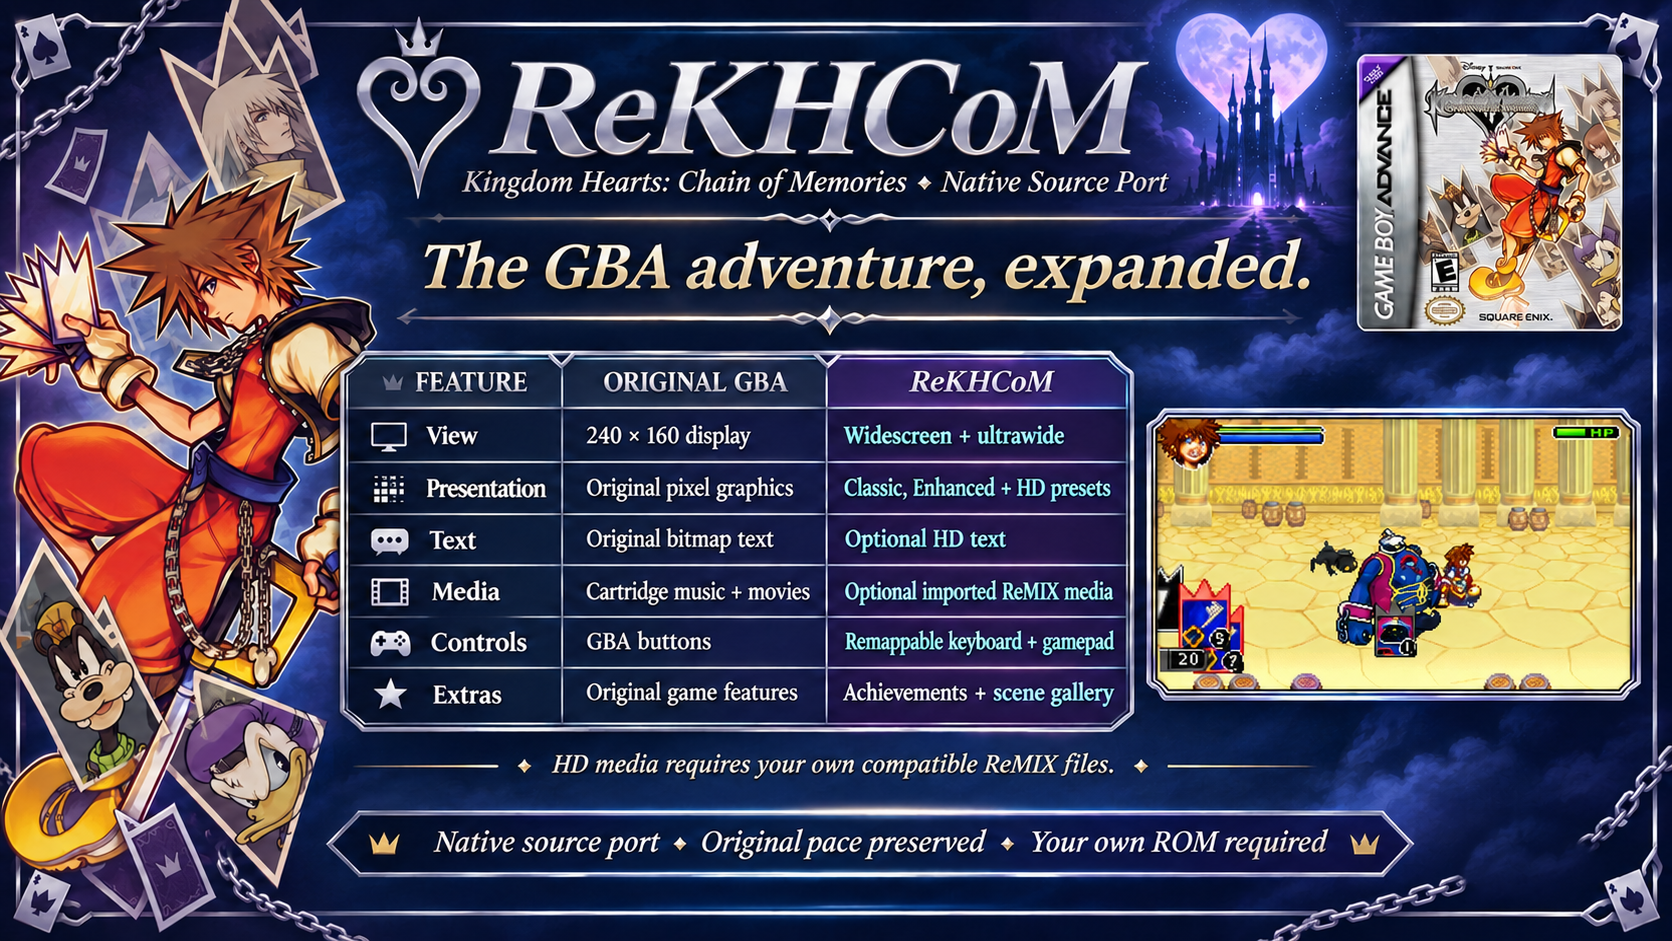 ReKHCoM
Kingdom Hearts: Chain of Memories ✦ Native Source Port
The GBA adventure, expanded.
GAME BOY ADVANCE
E
SQUARE ENIX.
FEATURE ORIGINAL GBA ReKHCoM
View 240 × 160 display Widescreen + ultrawide
Presentation Original pixel graphics Classic, Enhanced + HD presets
Text Original bitmap text Optional HD text
Media Cartridge music + movies Optional imported ReMIX media
Controls GBA buttons Remappable keyboard + gamepad
Extras Original game features Achievements + scene gallery
HP
20
S
?
HD media requires your own compatible ReMIX files.
Native source port ✦ Original pace preserved ✦ Your own ROM required